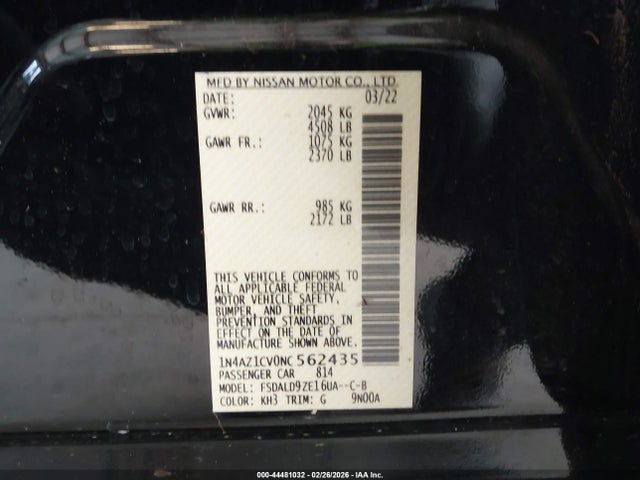 MFD BY NISSAN MOTOR CO., LTD.
DATE: 03/22
GVWR: 2045 KG
4508 LB
GAWR FR.: 1075 KG
2370 LB
GAWR RR.: 985 KG
2172 LB
THIS VEHICLE CONFORMS TO
ALL APPLICABLE FEDERAL
MOTOR VEHICLE SAFETY,
BUMPER, AND THEFT
PREVENTION STANDARDS IN
EFFECT ON THE DATE OF
MANUFACTURE SHOWN ABOVE.
1N4AZ1CV0NC562435
PASSENGER CAR 814
MODEL: FSDALD9ZE16UA--C-B
COLOR: KH3 TRIM: G 9N00A
000-44481032 - 02/26/2026 - IAA Inc.